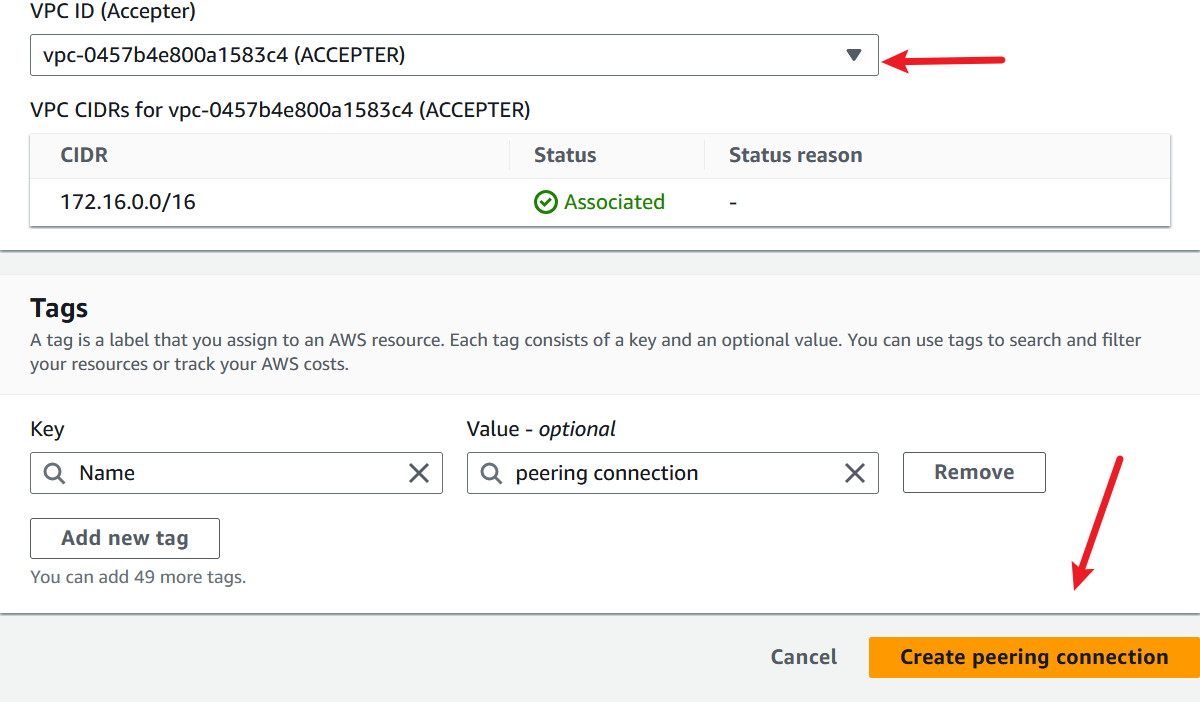 VPC ID (Accepter)
vpc-0457b4e800a1583c4 (ACCEPTER)
VPC CIDRs for vpc-0457b4e800a1583c4 (ACCEPTER)
CIDR Status Status reason
172.16.0.0/16 Associated -
Tags
A tag is a label that you assign to an AWS resource. Each tag consists of a key and an optional value. You can use tags to search and filter
your resources or track your AWS costs.
Key Value - optional
Name peering connection Remove
Add new tag
You can add 49 more tags.
Cancel Create peering connection